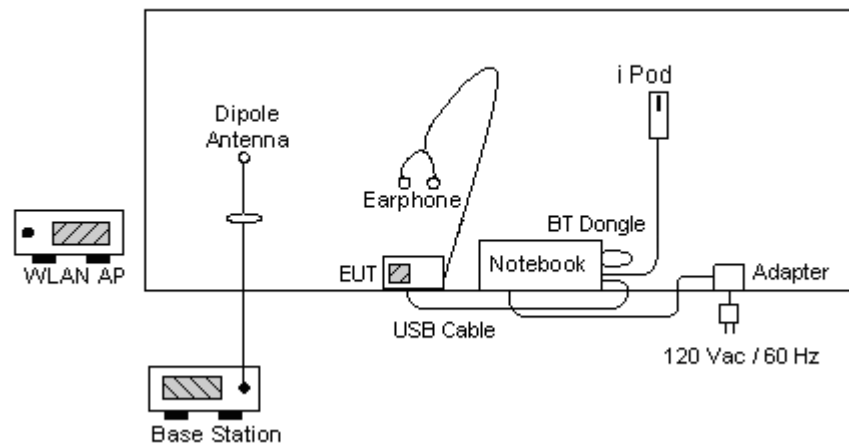 i Pod
Dipole
Antenna
Earphone
BT Dongle
WLAN AP
EUT
Notebook
Adapter
USB Cable
120 Vac / 60 Hz
Base Station